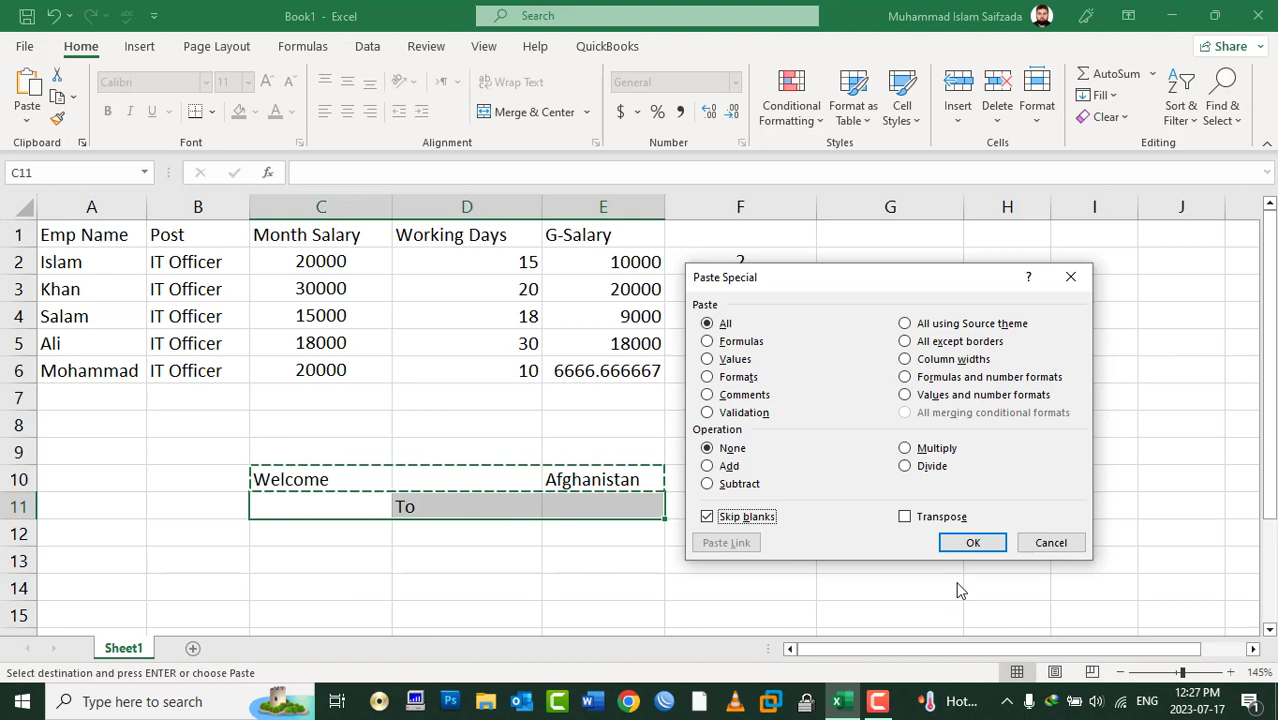 Book1 - Excel
Search
Muhammad Islam Saifzada
File Home Insert Page Layout Formulas Data Review View Help QuickBooks Share
Paste
Calibri 11 A A
B I U A
Wrap Text
Merge & Center
General
$ % 9
Conditional Formatting
Format as Table
Cell Styles
Insert Delete Format
AutoSum
Fill
Clear
Sort & Filter
Find & Select
Clipboard Font Alignment Number Styles Cells Editing
C11 fx
A B C D E F G H I J
1 Emp Name Post Month Salary Working Days G-Salary
2 Islam IT Officer 20000 15 10000 2
3 Khan IT Officer 30000 20 20000
4 Salam IT Officer 15000 18 9000
5 Ali IT Officer 18000 30 18000
6 Mohammad IT Officer 20000 10 6666.666667
7
8
9
10 Welcome Afghanistan
11 To
12
13
14
15
Paste Special ?
Paste
All All using Source theme
Formulas All except borders
Values Column widths
Formats Formulas and number formats
Comments Values and number formats
Validation All merging conditional formats
Operation
None Multiply
Add Divide
Subtract
Skip blanks Transpose
Paste Link OK Cancel
Sheet1
Select destination and press ENTER or choose Paste 145%
Type here to search
Hot... ENG 12:27 PM
2023-07-17
1